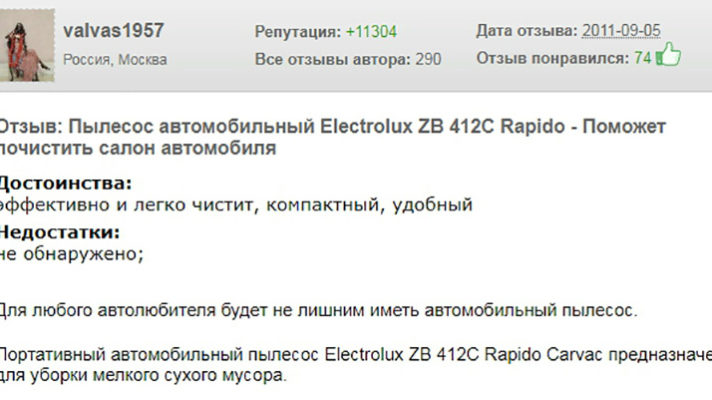 valvas1957
Россия, Москва
Репутация: +11304
Все отзывы автора: 290
Дата отзыва: 2011-09-05
Отзыв понравился: 74
Отзыв: Пылесос автомобильный Electrolux ZB 412C Rapido - Поможет
почистить салон автомобиля
Достоинства:
эффективно и легко чистит, компактный, удобный
Недостатки:
не обнаружено;
Для любого автолюбителя будет не лишним иметь автомобильный пылесос.
Портативный автомобильный пылесос Electrolux ZB 412C Rapido Carvac предназначе
для уборки мелкого сухого мусора.